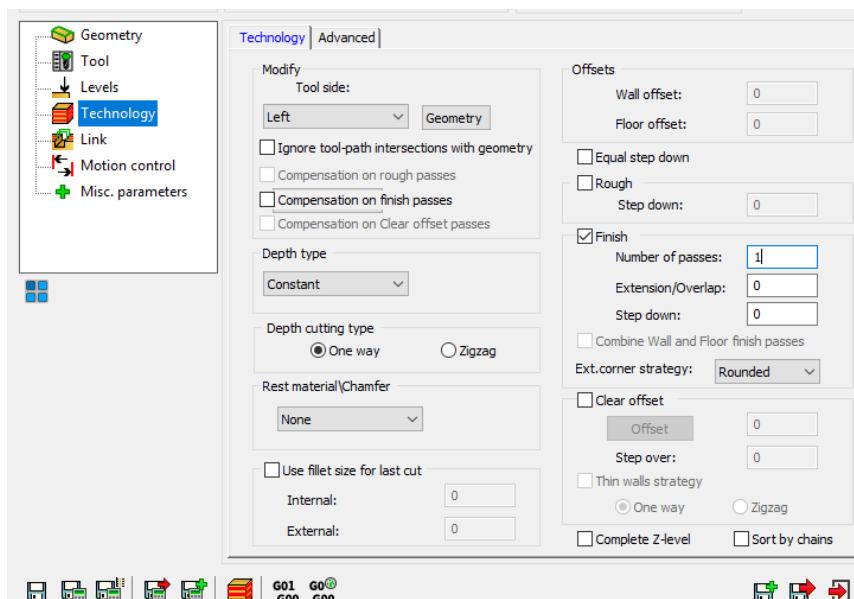 Geometry
Tool
Levels
Technology
Link
Motion control
Misc. parameters
Technology
Advanced
Modify
Tool side:
Left
Geometry
Ignore tool-path intersections with geometry
Compensation on rough passes
Compensation on finish passes
Compensation on Clear offset passes
Depth type
Constant
Depth cutting type
One way
Zigzag
Rest material\Chamfer
None
Use fillet size for last cut
Internal:
0
External:
0
Offsets
Wall offset:
0
Floor offset:
0
Equal step down
Rough
Step down:
0
Finish
Number of passes:
1
Extension/Overlap:
0
Step down:
0
Combine Wall and Floor finish passes
Ext.corner strategy:
Rounded
Clear offset
Offset
0
Step over:
0
Thin walls strategy
One way
Zigzag
Complete Z-level
Sort by chains
G01 G0
G00 G00